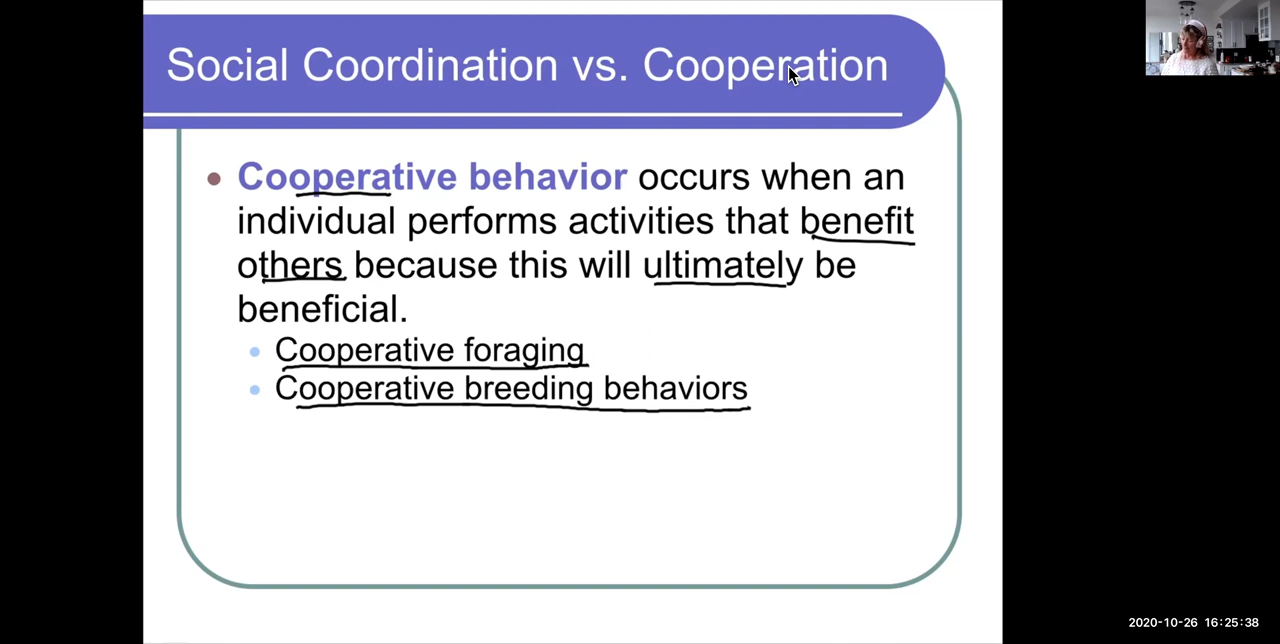 Social Coordination vs. Cooperation
Cooperative behavior occurs when an
individual performs activities that benefit
others because this will ultimately be
beneficial.
Cooperative foraging
Cooperative breeding behaviors
2020-10-26 16:25:38